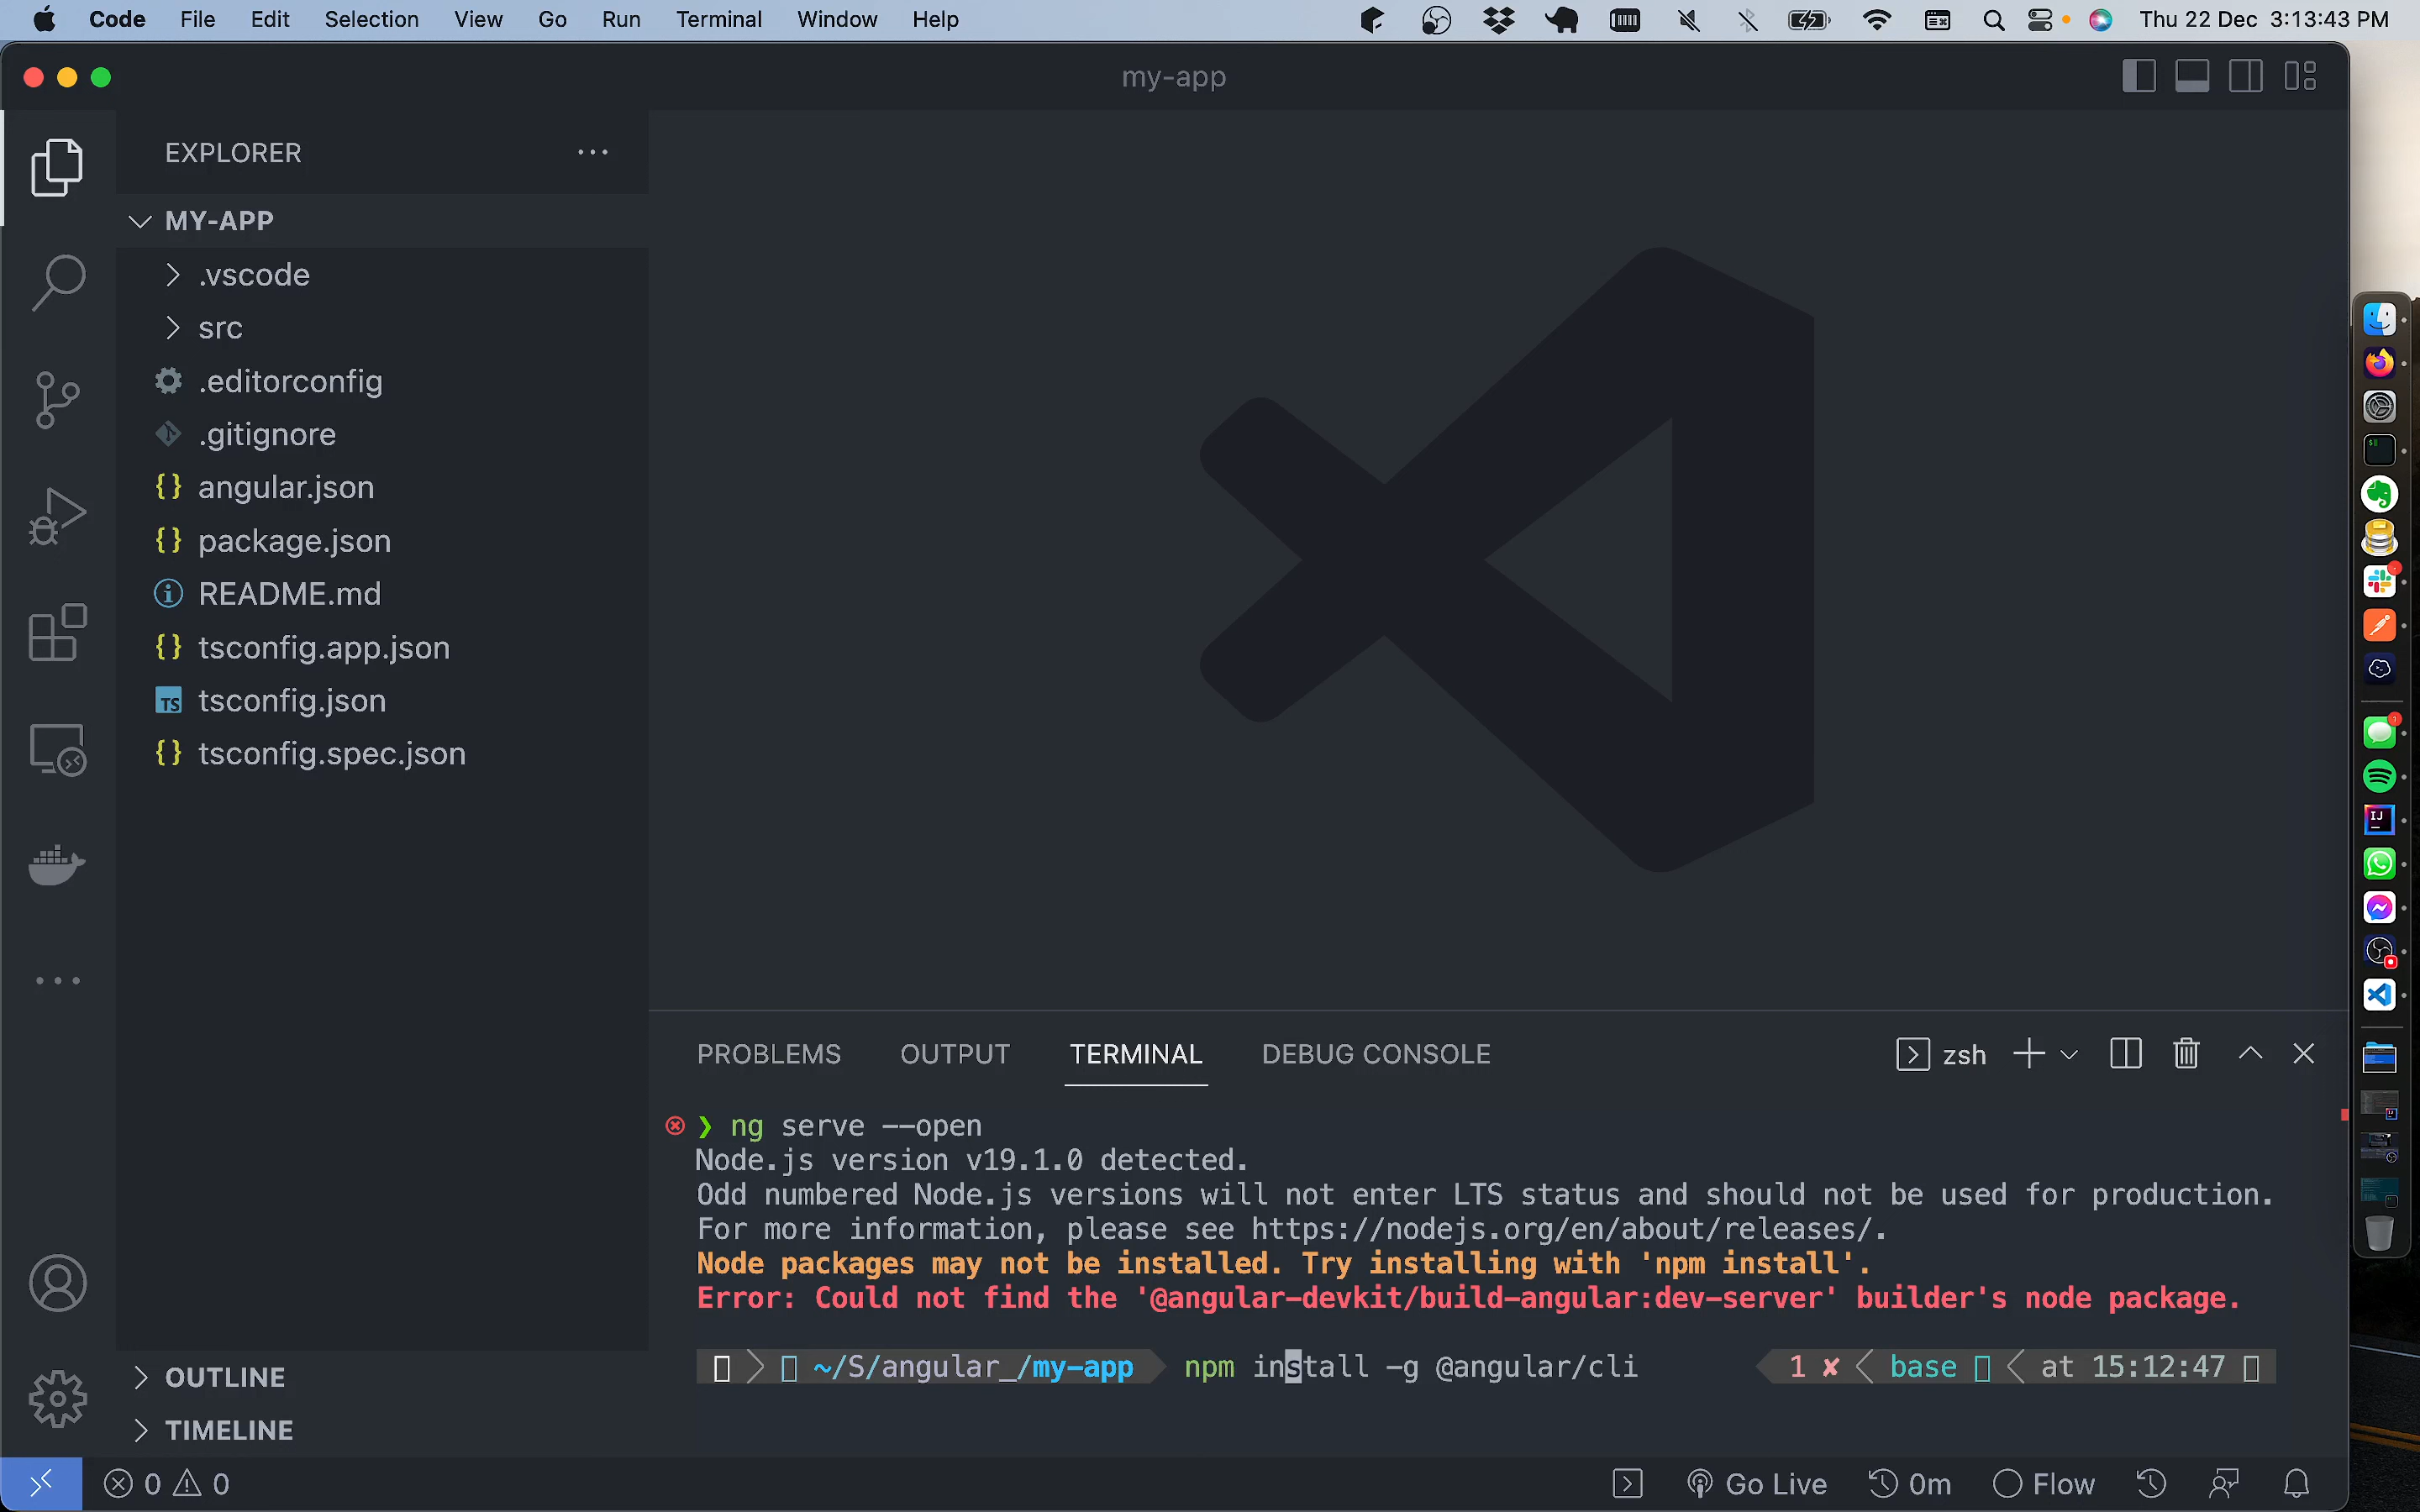 Code File Edit Selection View Go Run Terminal Window Help Thu 22 Dec 3:13:43 PM
my-app
EXPLORER
MY-APP
.vscode
src
.editorconfig
.gitignore
{} angular.json
{} package.json
README.md
{} tsconfig.app.json
TS tsconfig.json
{} tsconfig.spec.json
OUTLINE
TIMELINE
PROBLEMS OUTPUT TERMINAL DEBUG CONSOLE zsh
❯ ng serve --open
Node.js version v19.1.0 detected.
Odd numbered Node.js versions will not enter LTS status and should not be used for production.
For more information, please see https://nodejs.org/en/about/releases/.
Node packages may not be installed. Try installing with 'npm install'.
Error: Could not find the '@angular-devkit/build-angular:dev-server' builder's node package.
~/S/angular_/my-app npm install -g @angular/cli 1 ✘ base at 15:12:47
0 0 Go Live 0m Flow
IJ